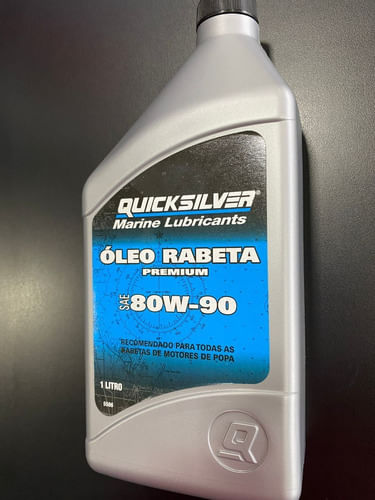 QUICKSILVER®
Marine Lubricants
ÓLEO RABETA
PREMIUM
SAE 80W-90
RECOMENDADO PARA TODAS AS
RABETAS DE MOTORES DE POPA
1 LITRO